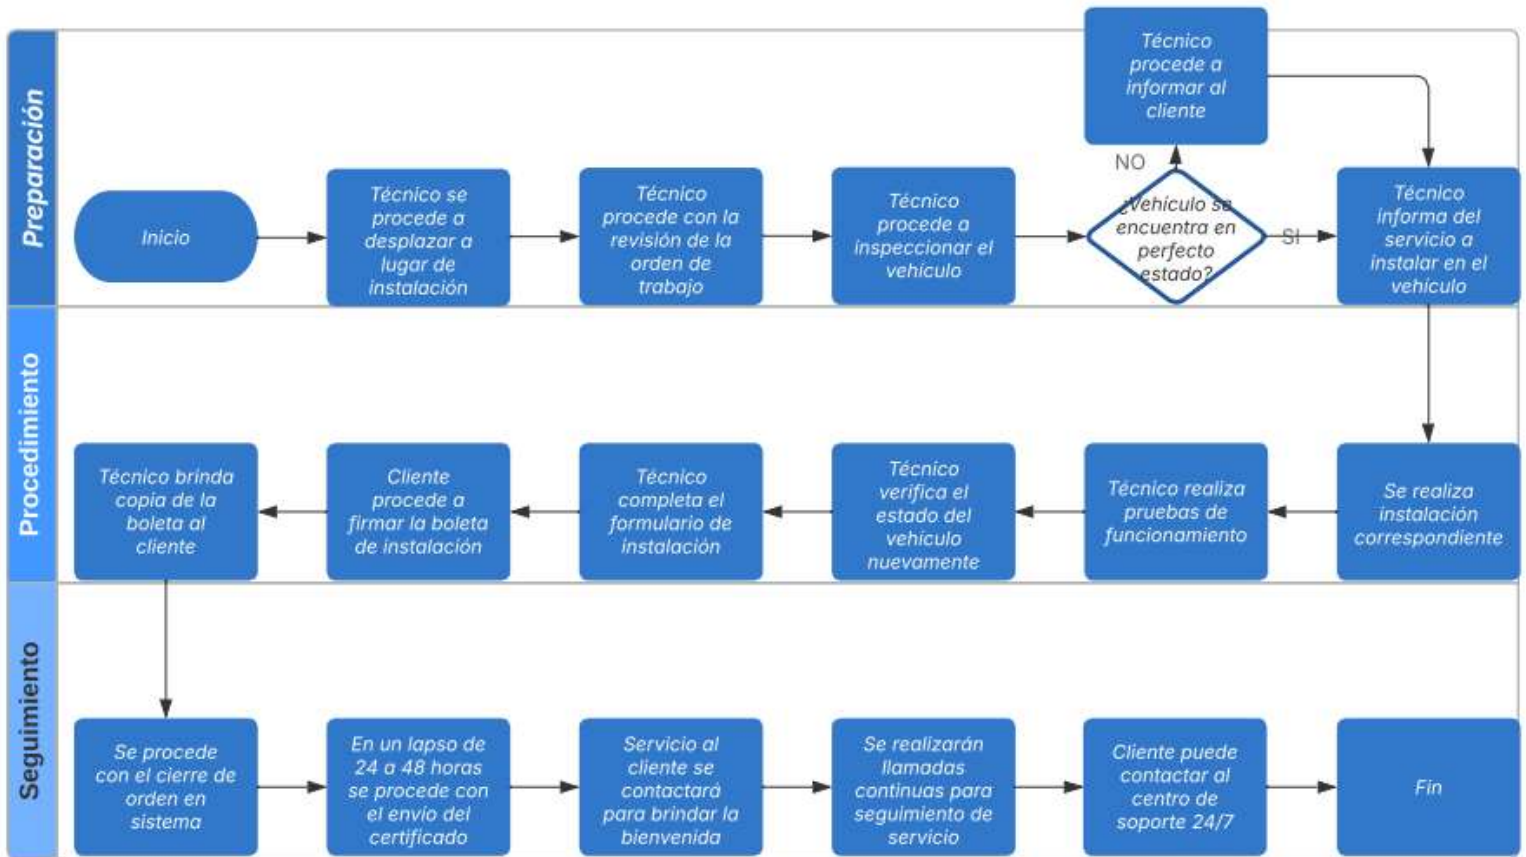 Preparación
Inicio
Técnico se
procede a
desplazar a
lugar de
instalación
Técnico
procede con la
revisión de la
orden de
trabajo
Técnico
procede a
inspeccionar el
vehículo
¿Vehículo se
encuentra en
perfecto
estado?
NO
Técnico
procede a
informar al
cliente
SI
Técnico
informa del
servicio a
instalar en el
vehículo
Procedimiento
Se realiza
instalación
correspondiente
Técnico realiza
pruebas de
funcionamiento
Técnico
verifica el
estado del
vehículo
nuevamente
Técnico
completa el
formulario de
instalación
Cliente
procede a
firmar la boleta
de instalación
Técnico brinda
copia de la
boleta al
cliente
Seguimiento
Se procede
con el cierre de
orden en
sistema
En un lapso de
24 a 48 horas
se procede con
el envío del
certificado
Servicio al
cliente se
contactará
para brindar la
bienvenida
Se realizarán
llamadas
continuas para
seguimiento de
servicio
Cliente puede
contactar al
centro de
soporte 24/7
Fin